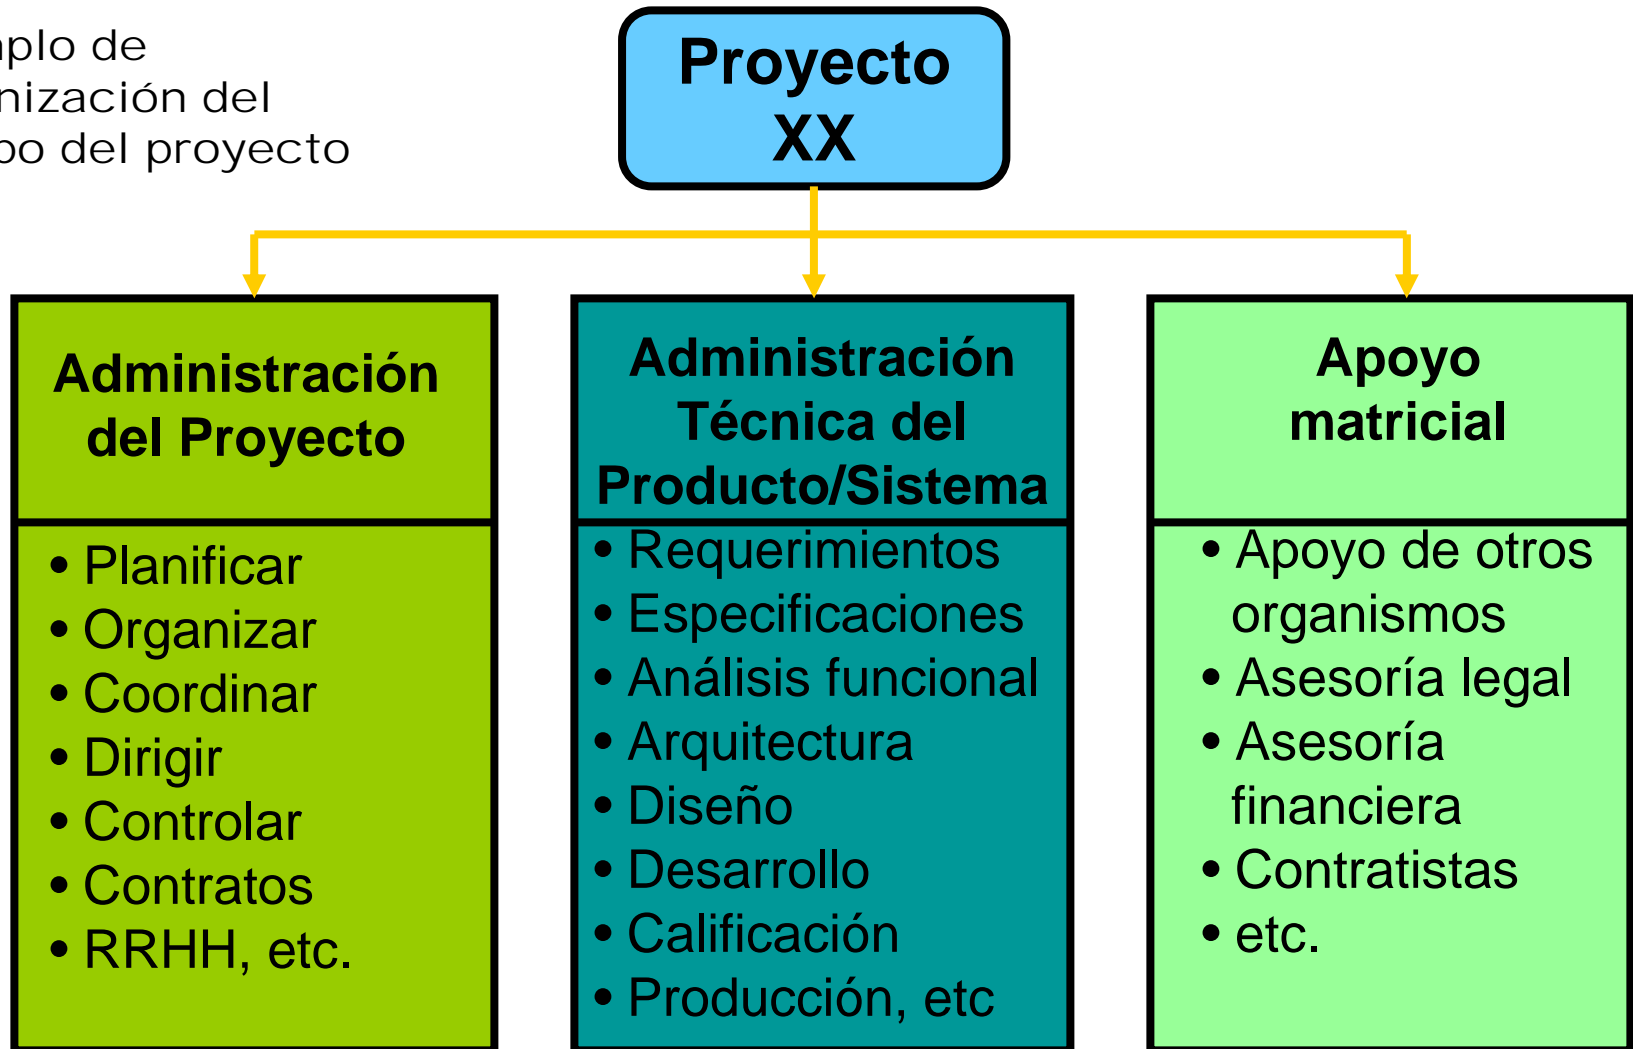 plo de
nización del
po del proyecto
Proyecto
XX
Administración
del Proyecto
• Planificar
• Organizar
• Coordinar
• Dirigir
• Controlar
• Contratos
• RRHH, etc.
Administración
Técnica del
Producto/Sistema
• Requerimientos
• Especificaciones
• Análisis funcional
• Arquitectura
• Diseño
• Desarrollo
• Calificación
• Producción, etc
Apoyo
matricial
• Apoyo de otros
organismos
• Asesoría legal
• Asesoría
financiera
• Contratistas
• etc.